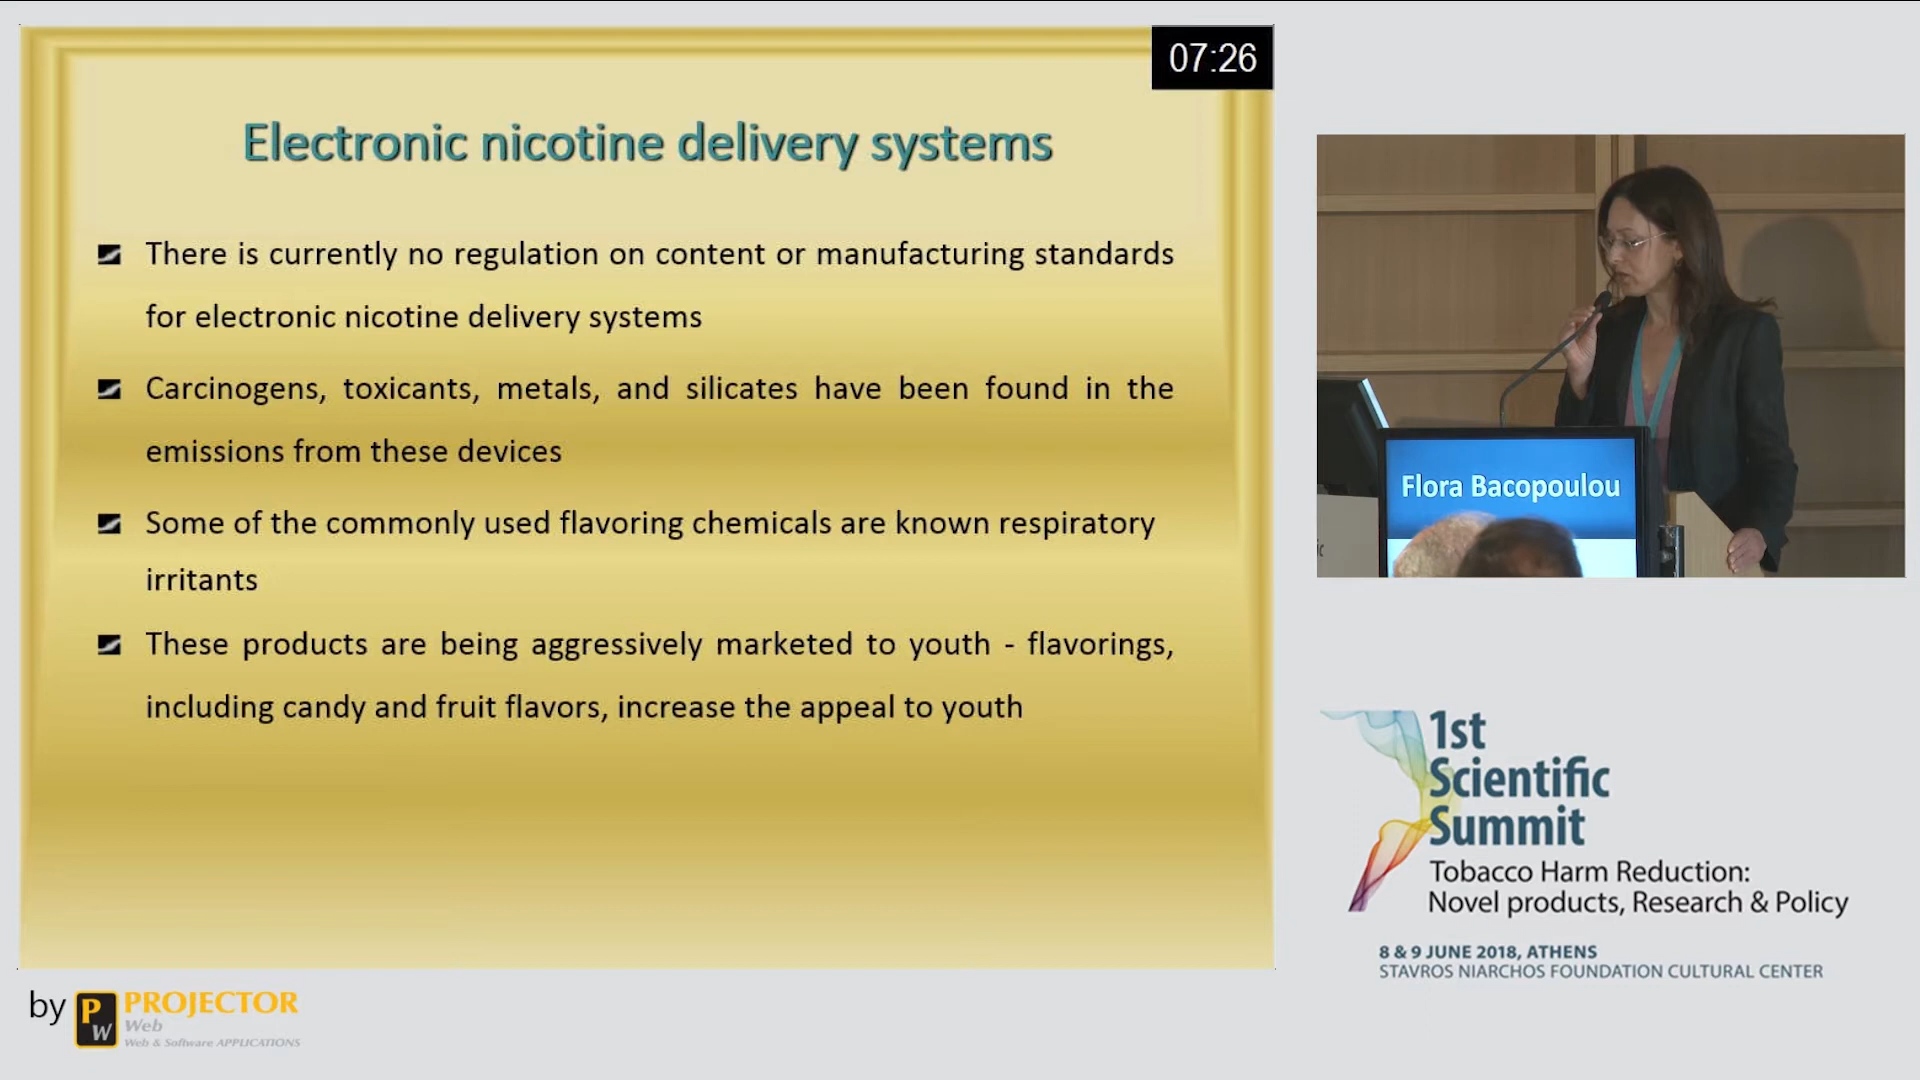 07:26
Electronic nicotine delivery systems
There is currently no regulation on content or manufacturing standards
for electronic nicotine delivery systems
Carcinogens, toxicants, metals, and silicates have been found in the
emissions from these devices
Some of the commonly used flavoring chemicals are known respiratory
irritants
These products are being aggressively marketed to youth - flavorings,
including candy and fruit flavors, increase the appeal to youth
Flora Bacopoulou
1st
Scientific
Summit
Tobacco Harm Reduction:
Novel products, Research & Policy
8 & 9 JUNE 2018, ATHENS
STAVROS NIARCHOS FOUNDATION CULTURAL CENTER
by PW PROJECTOR
Web
Web & Software APPLICATIONS